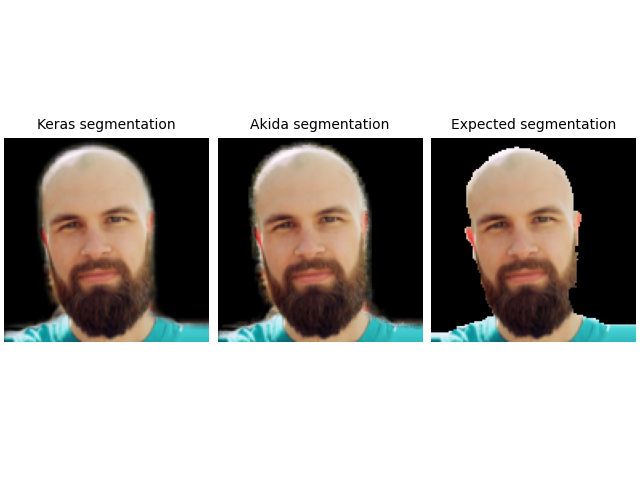 Keras segmentation
Akida segmentation
Expected segmentation